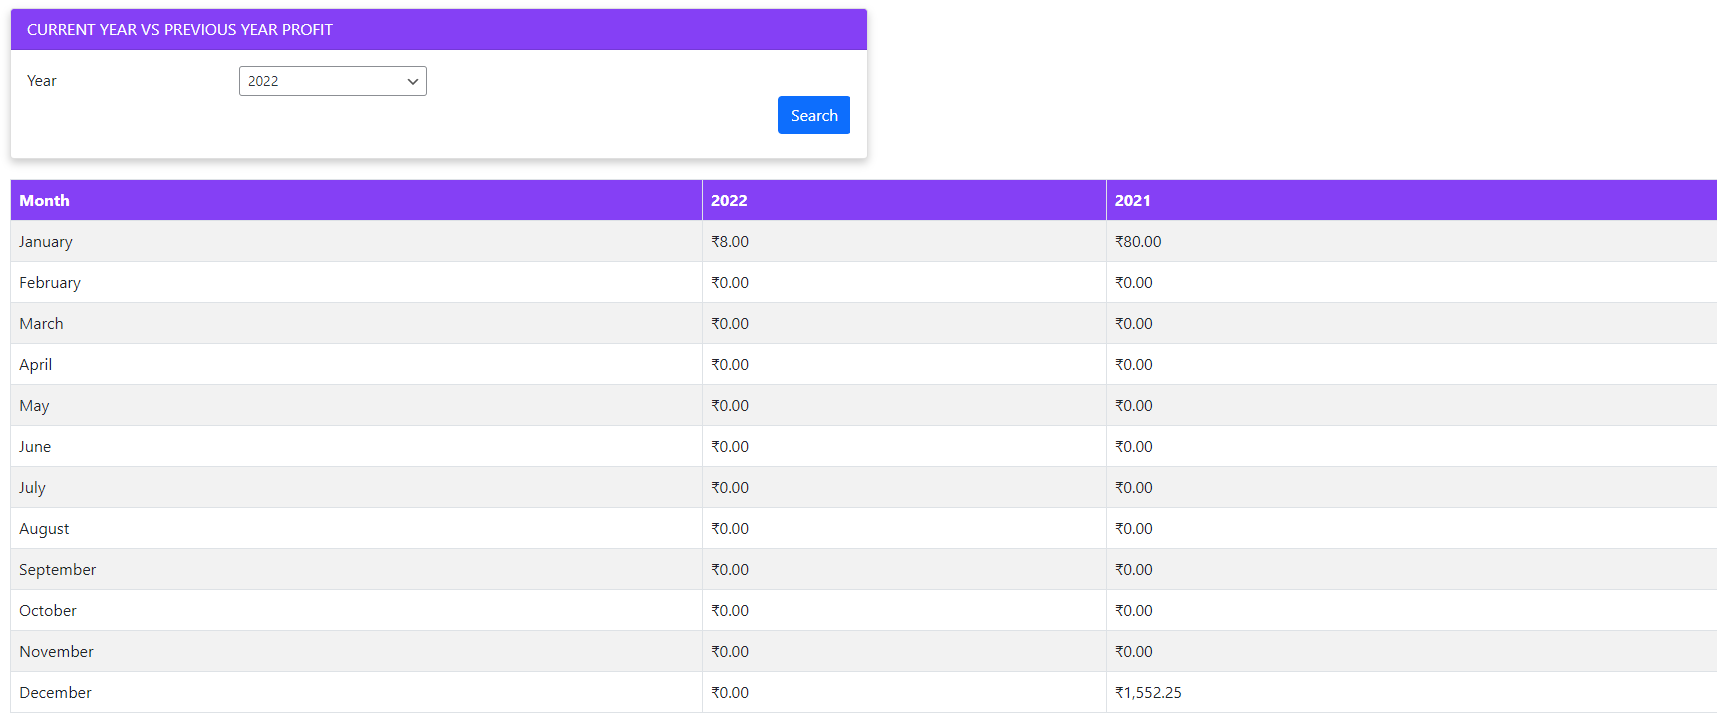 CURRENT YEAR VS PREVIOUS YEAR PROFIT
Year 2022
Search
Month 2022 2021
January ₹8.00 ₹80.00
February ₹0.00 ₹0.00
March ₹0.00 ₹0.00
April ₹0.00 ₹0.00
May ₹0.00 ₹0.00
June ₹0.00 ₹0.00
July ₹0.00 ₹0.00
August ₹0.00 ₹0.00
September ₹0.00 ₹0.00
October ₹0.00 ₹0.00
November ₹0.00 ₹0.00
December ₹0.00 ₹1,552.25